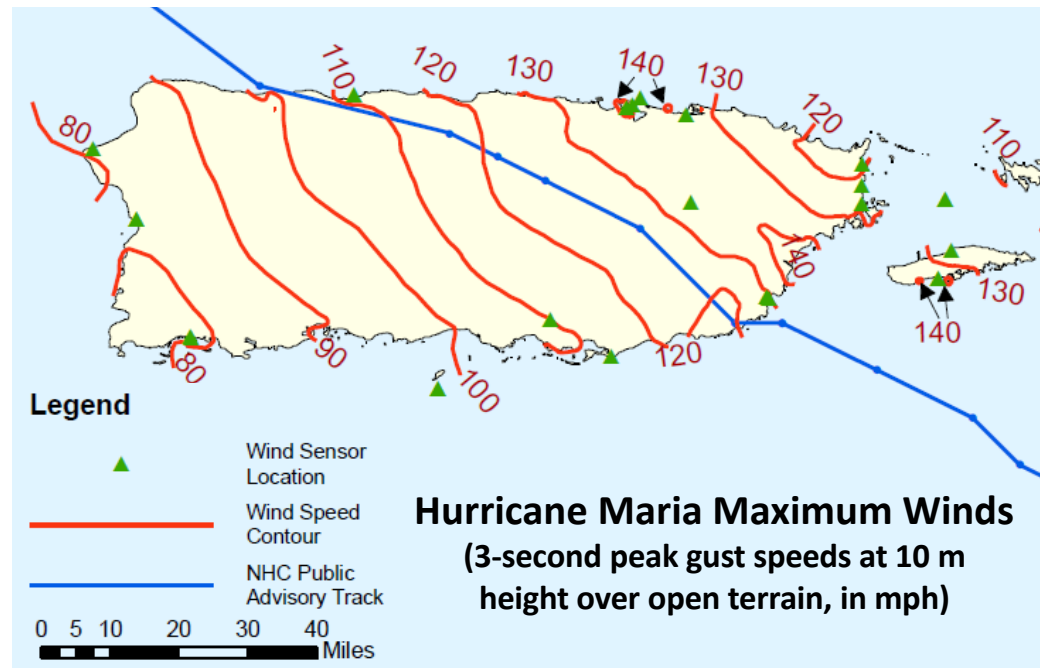 110
120
130
140
130
120
110
80
140
130
140
80
90
100
120
Legend
Wind Sensor
Location
Wind Speed
Contour
NHC Public
Advisory Track
0 5 10 20 30 40
Miles
Hurricane Maria Maximum Winds
(3-second peak gust speeds at 10 m
height over open terrain, in mph)